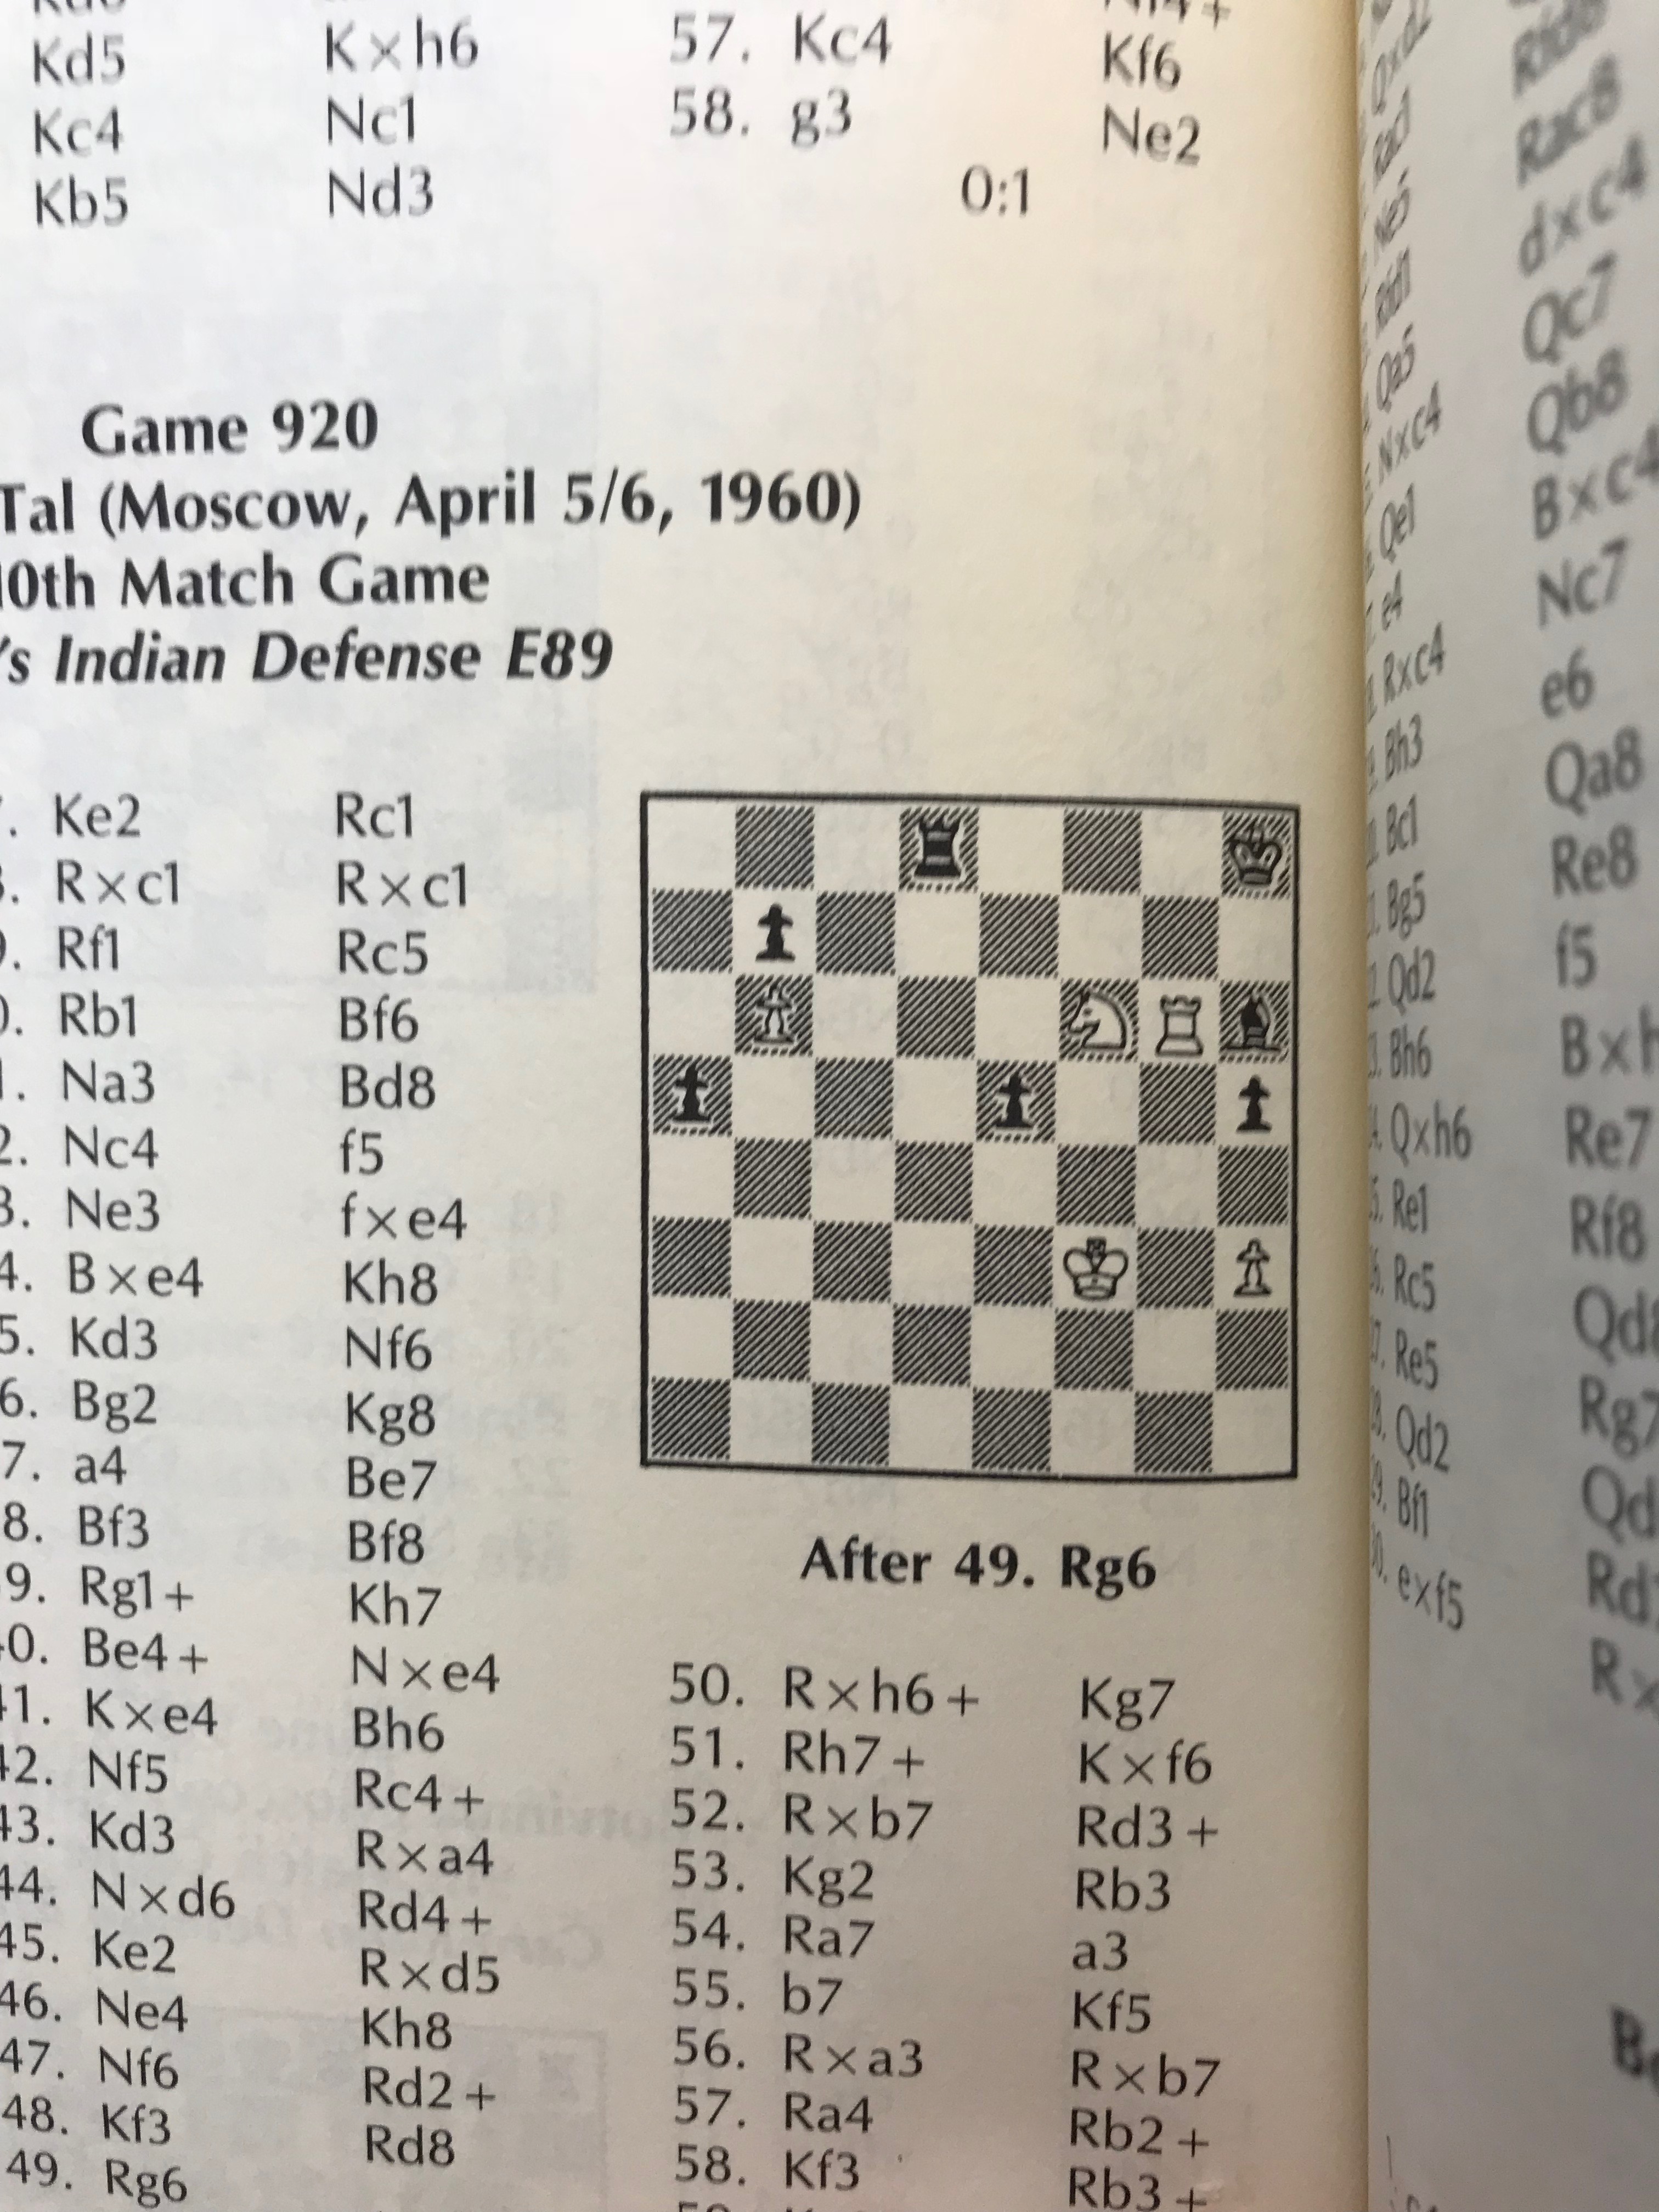 Kd5 K×h6
Kc4 Nc1
Kb5 Nd3
57. Kc4 Kf6
58. g3 Ne2
0:1
Game 920
Tal (Moscow, April 5/6, 1960)
0th Match Game
's Indian Defense E89
. Ke2 Rc1
. R×c1 R×c1
. Rf1 Rc5
. Rb1 Bf6
. Na3 Bd8
2. Nc4 f5
3. Ne3 f×e4
4. B×e4 Kh8
5. Kd3 Nf6
6. Bg2 Kg8
7. a4 Be7
8. Bf3 Bf8
9. Rg1+ Kh7
0. Be4+ N×e4
1. K×e4 Bh6
42. Nf5 Rc4+
43. Kd3 R×a4
44. N×d6 Rd4+
45. Ke2 R×d5
46. Ne4 Kh8
47. Nf6 Rd2+
48. Kf3 Rd8
49. Rg6
After 49. Rg6
50. R×h6+ Kg7
51. Rh7+ K×f6
52. R×b7 Rd3+
53. Kg2 Rb3
54. Ra7 a3
55. b7 Kf5
56. R×a3 R×b7
57. Ra4 Rb2+
58. Kf3 Rb3+
Q×d2 Rfd8
Rac1 Rac8
Ne5 d×c4
Rfd1 Qc7
Qa5 Qb8
N×c4 B×c4
Qe1 Nc7
e4 e6
R×c4 Qa8
Bh3 Re8
Bc1 f5
Bg5 B×h
Qd2 Re7
Bh6 Rf8
Q×h6 Qd8
Re1 Rg7
Rc5 Qd
Re5 Rd
Qd2 R×
Bf1
e×f5